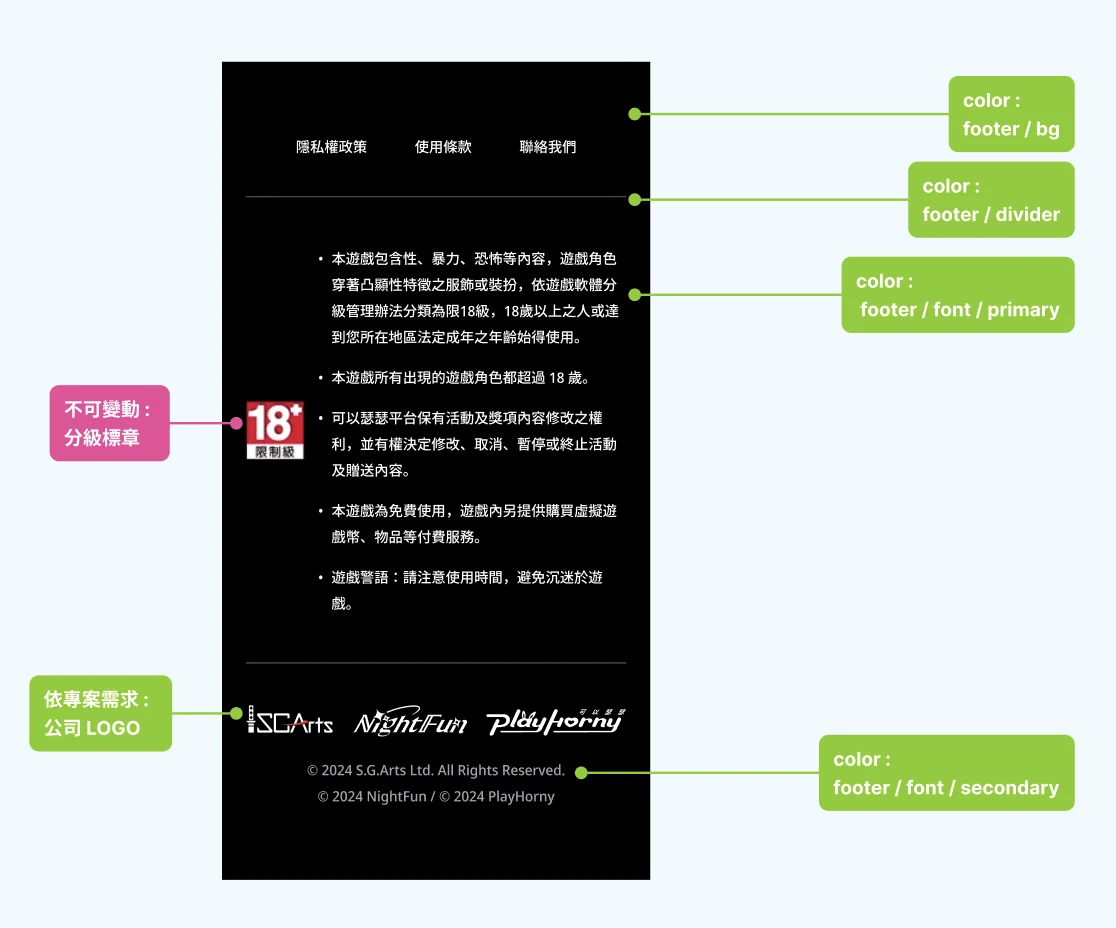 color :
footer / bg
隱私權政策 使用條款 聯絡我們
color :
footer / divider
color :
footer / font / primary
• 本遊戲包含性、暴力、恐怖等內容，遊戲角色
穿著凸顯性特徵之服飾或裝扮，依遊戲軟體分
級管理辦法分類為限18級，18歲以上之人或達
到您所在地區法定成年之年齡始得使用。
• 本遊戲所有出現的遊戲角色都超過 18 歲。
不可變動 :
分級標章
18+
限制級
• 可以瑟瑟平台保有活動及獎項內容修改之權
利，並有權決定修改、取消、暫停或終止活動
及贈送內容。
• 本遊戲為免費使用，遊戲內另提供購買虛擬遊
戲幣、物品等付費服務。
• 遊戲警語：請注意使用時間，避免沉迷於遊
戲。
依專案需求 :
公司 LOGO
SGArts NightFun PlayHorny 可以瑟瑟
color :
footer / font / secondary
© 2024 S.G.Arts Ltd. All Rights Reserved.
© 2024 NightFun / © 2024 PlayHorny